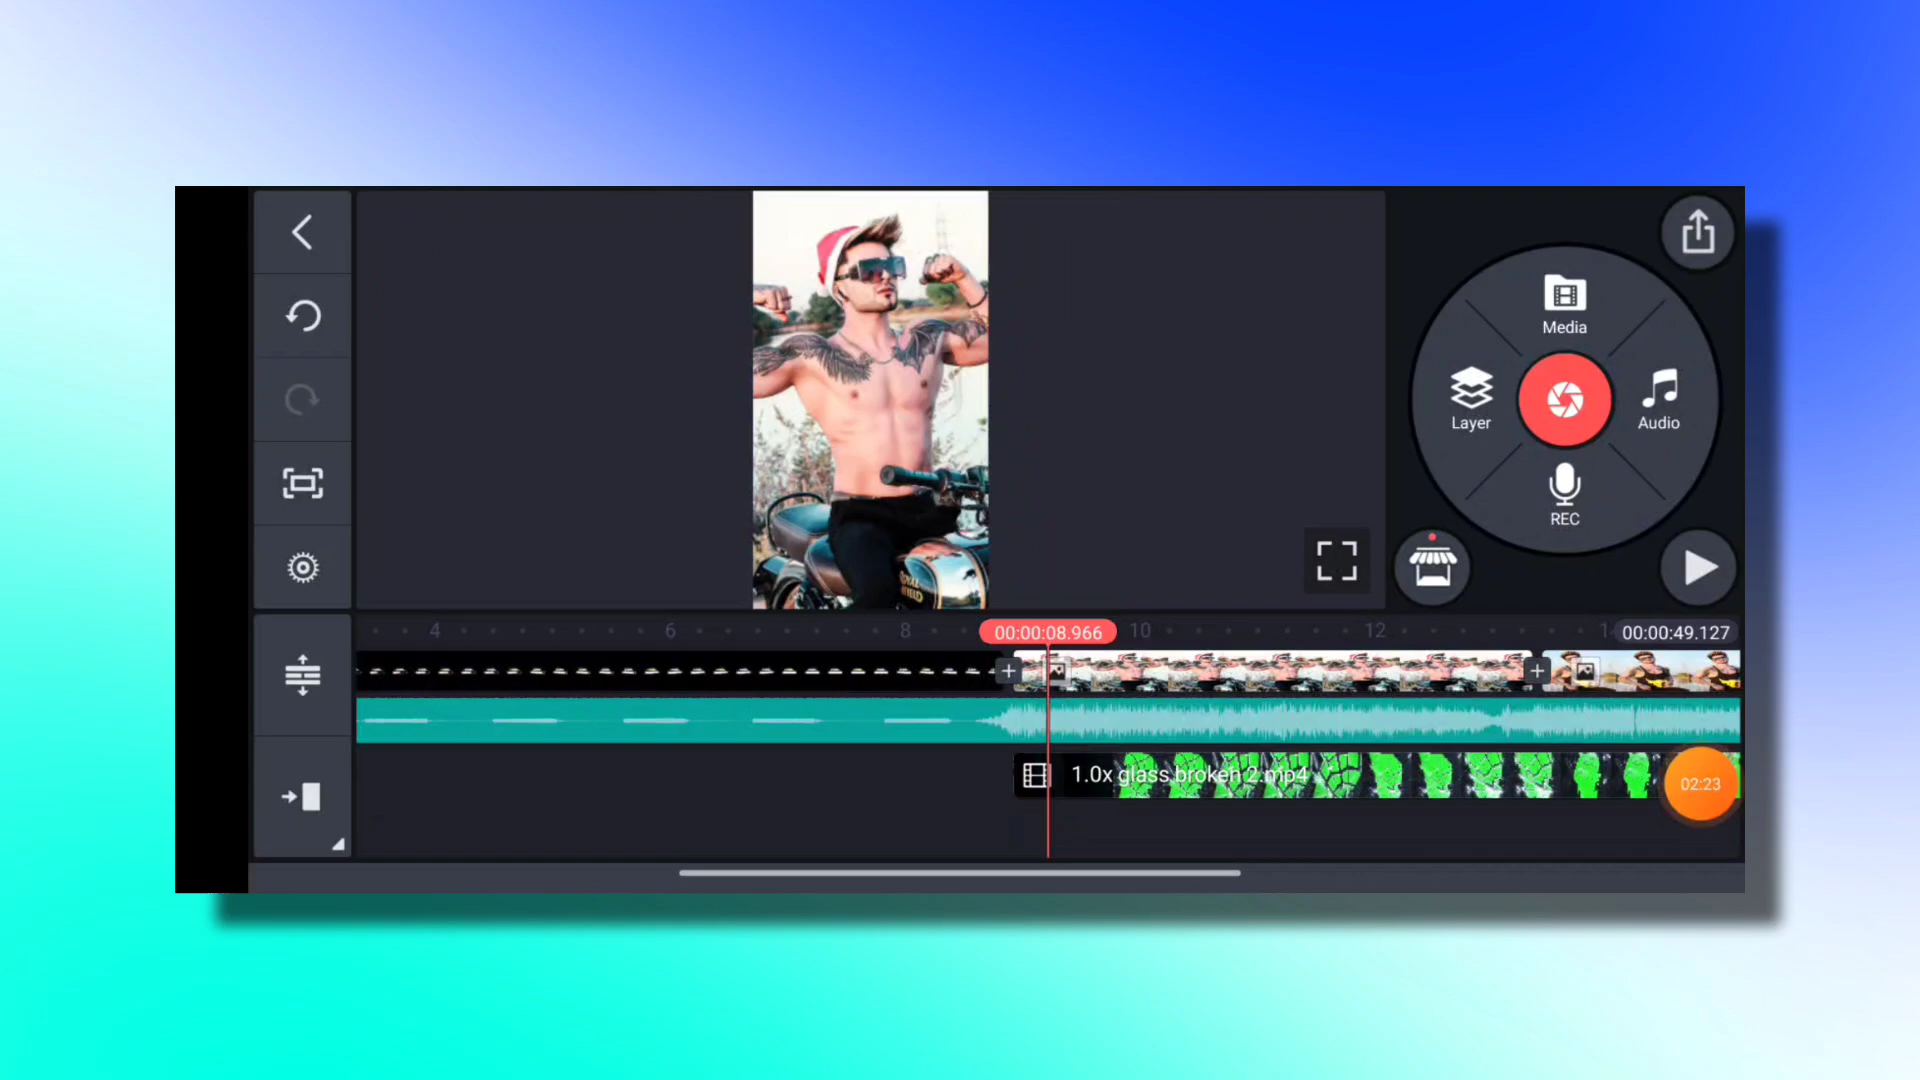 Media
Layer
Audio
REC
ROYAL
4
6
8
00:00:08.966
10
12
00:00:49.127
1.0x glass broken 2.mp4
02:23